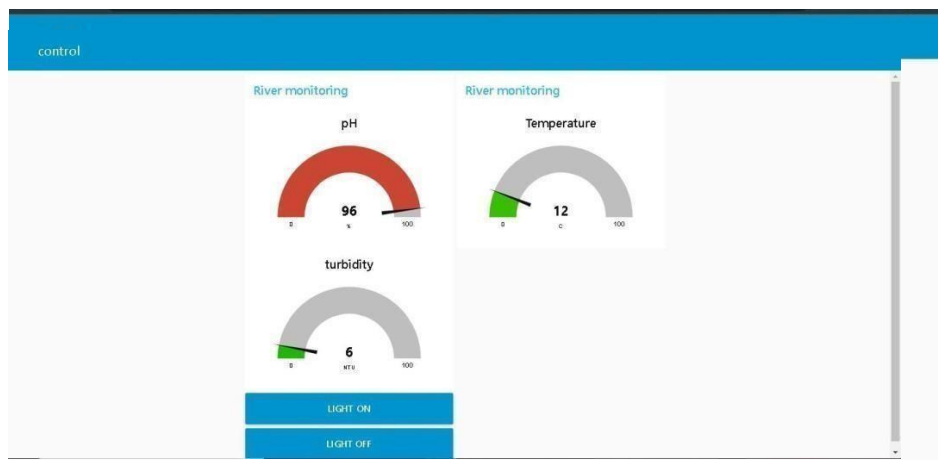 control
River monitoring
pH
96
%
0
100
turbidity
6
NTU
0
100
LIGHT ON
LIGHT OFF
River monitoring
Temperature
12
C
0
100